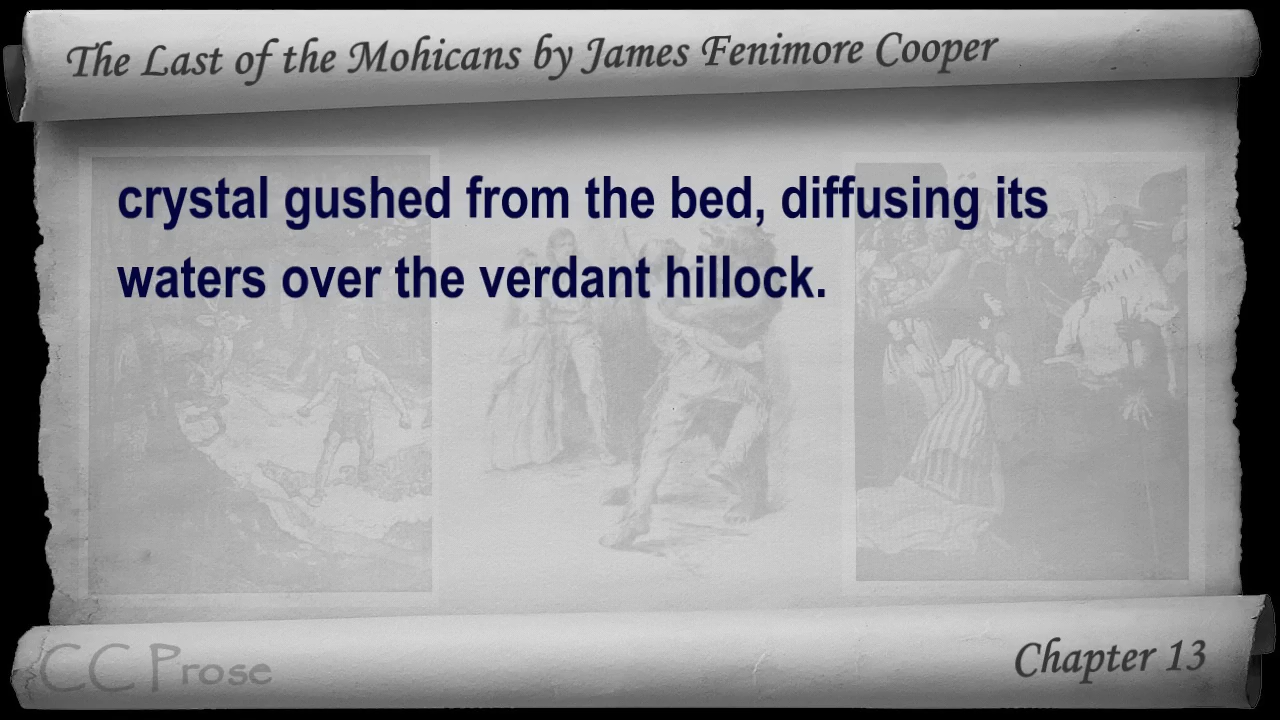 The Last of the Mohicans by James Fenimore Cooper
crystal gushed from the bed, diffusing its
waters over the verdant hillock.
CC Prose
Chapter 13